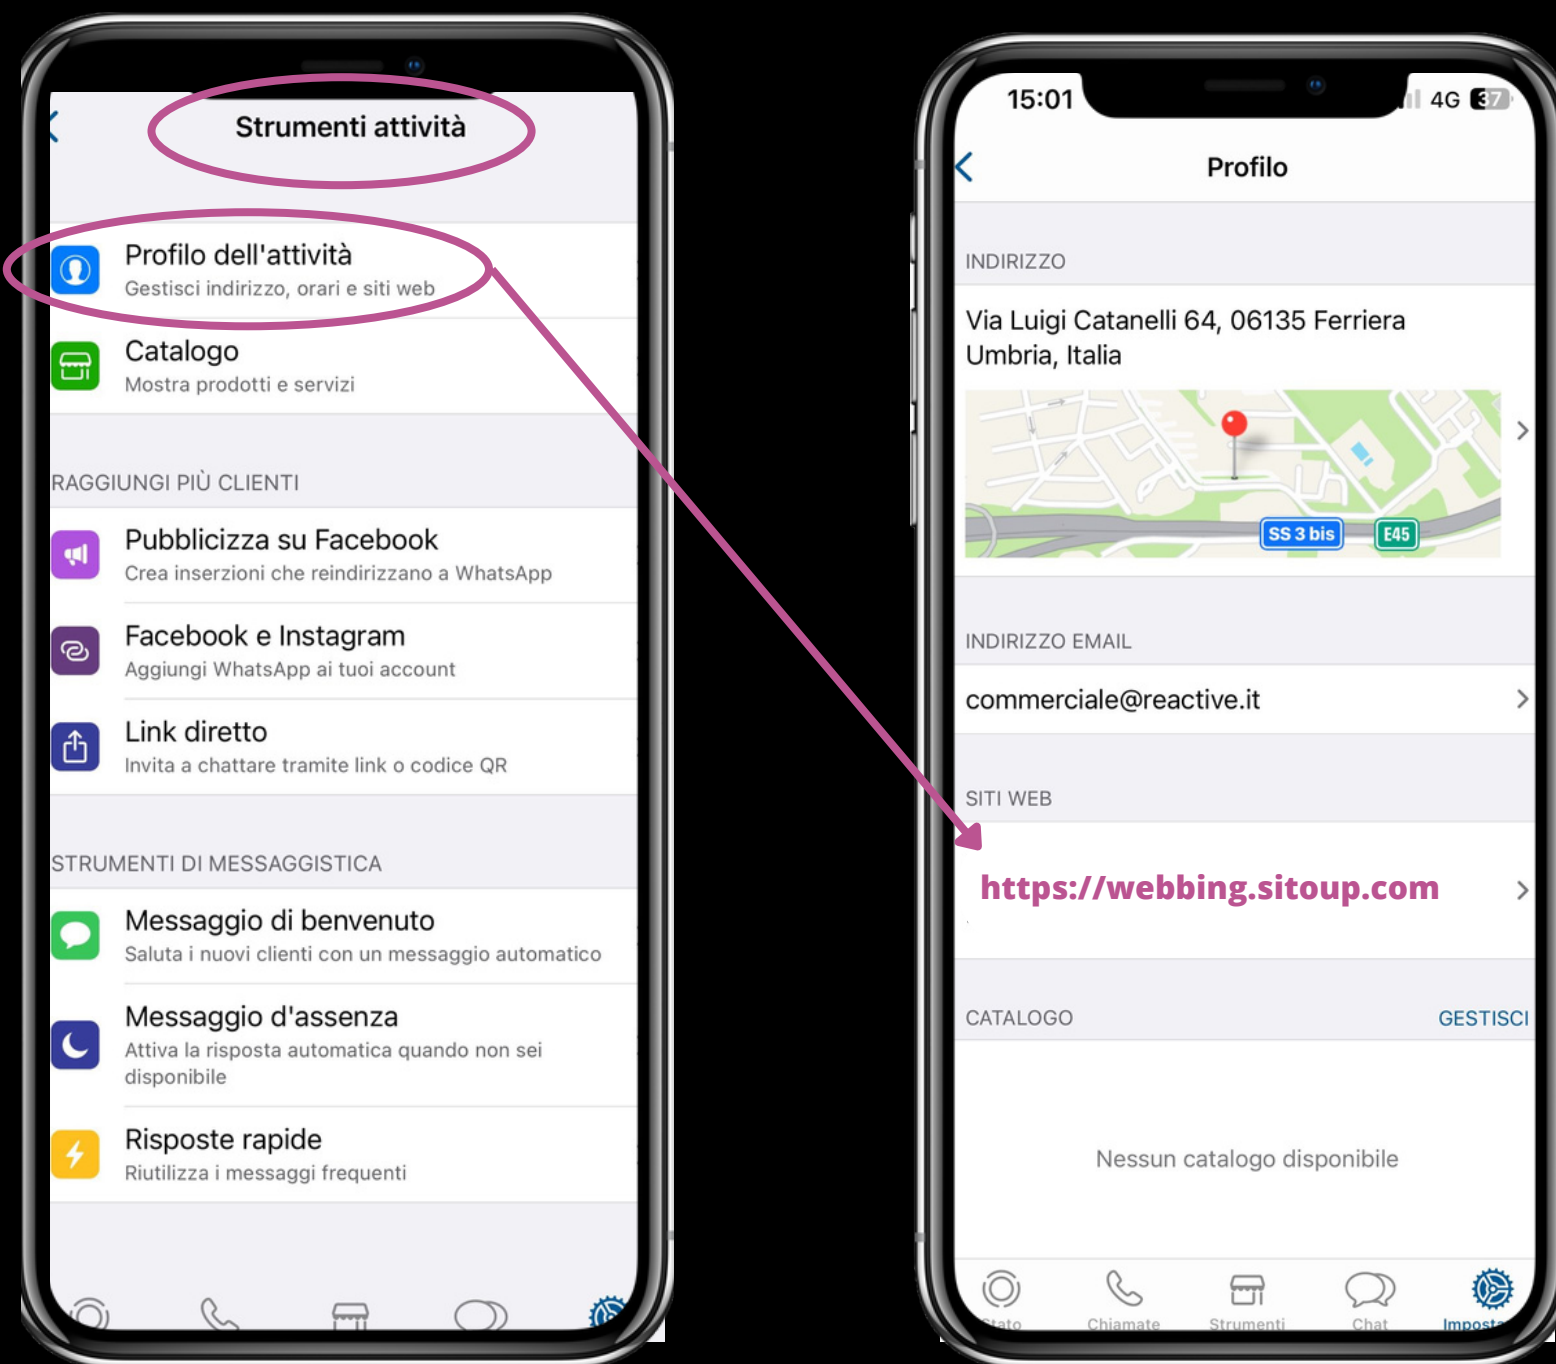 Strumenti attività
Profilo dell'attività
Gestisci indirizzo, orari e siti web
Catalogo
Mostra prodotti e servizi
RAGGIUNGI PIÙ CLIENTI
Pubblicizza su Facebook
Crea inserzioni che reindirizzano a WhatsApp
Facebook e Instagram
Aggiungi WhatsApp ai tuoi account
Link diretto
Invita a chattare tramite link o codice QR
STRUMENTI DI MESSAGGISTICA
Messaggio di benvenuto
Saluta i nuovi clienti con un messaggio automatico
Messaggio d'assenza
Attiva la risposta automatica quando non sei
disponibile
Risposte rapide
Riutilizza i messaggi frequenti
15:01 4G 37
Profilo
INDIRIZZO
Via Luigi Catanelli 64, 06135 Ferriera
Umbria, Italia
SS 3 bis E45
INDIRIZZO EMAIL
commerciale@reactive.it
SITI WEB
https://webbing.sitoup.com
CATALOGO GESTISCI
Nessun catalogo disponibile
Stato Chiamate Strumenti Chat